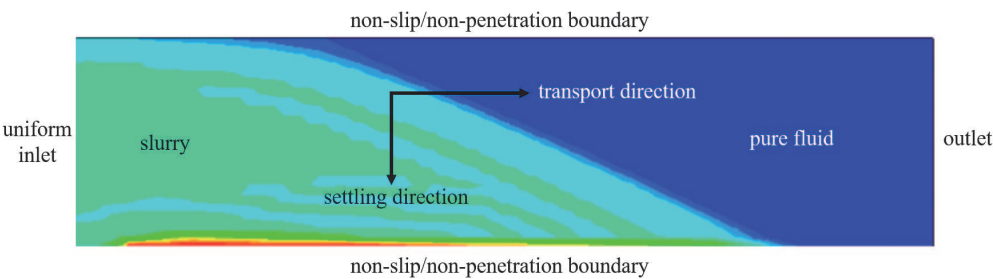 non-slip/non-penetration boundary
transport direction
uniform
inlet
slurry
pure fluid
outlet
settling direction
non-slip/non-penetration boundary